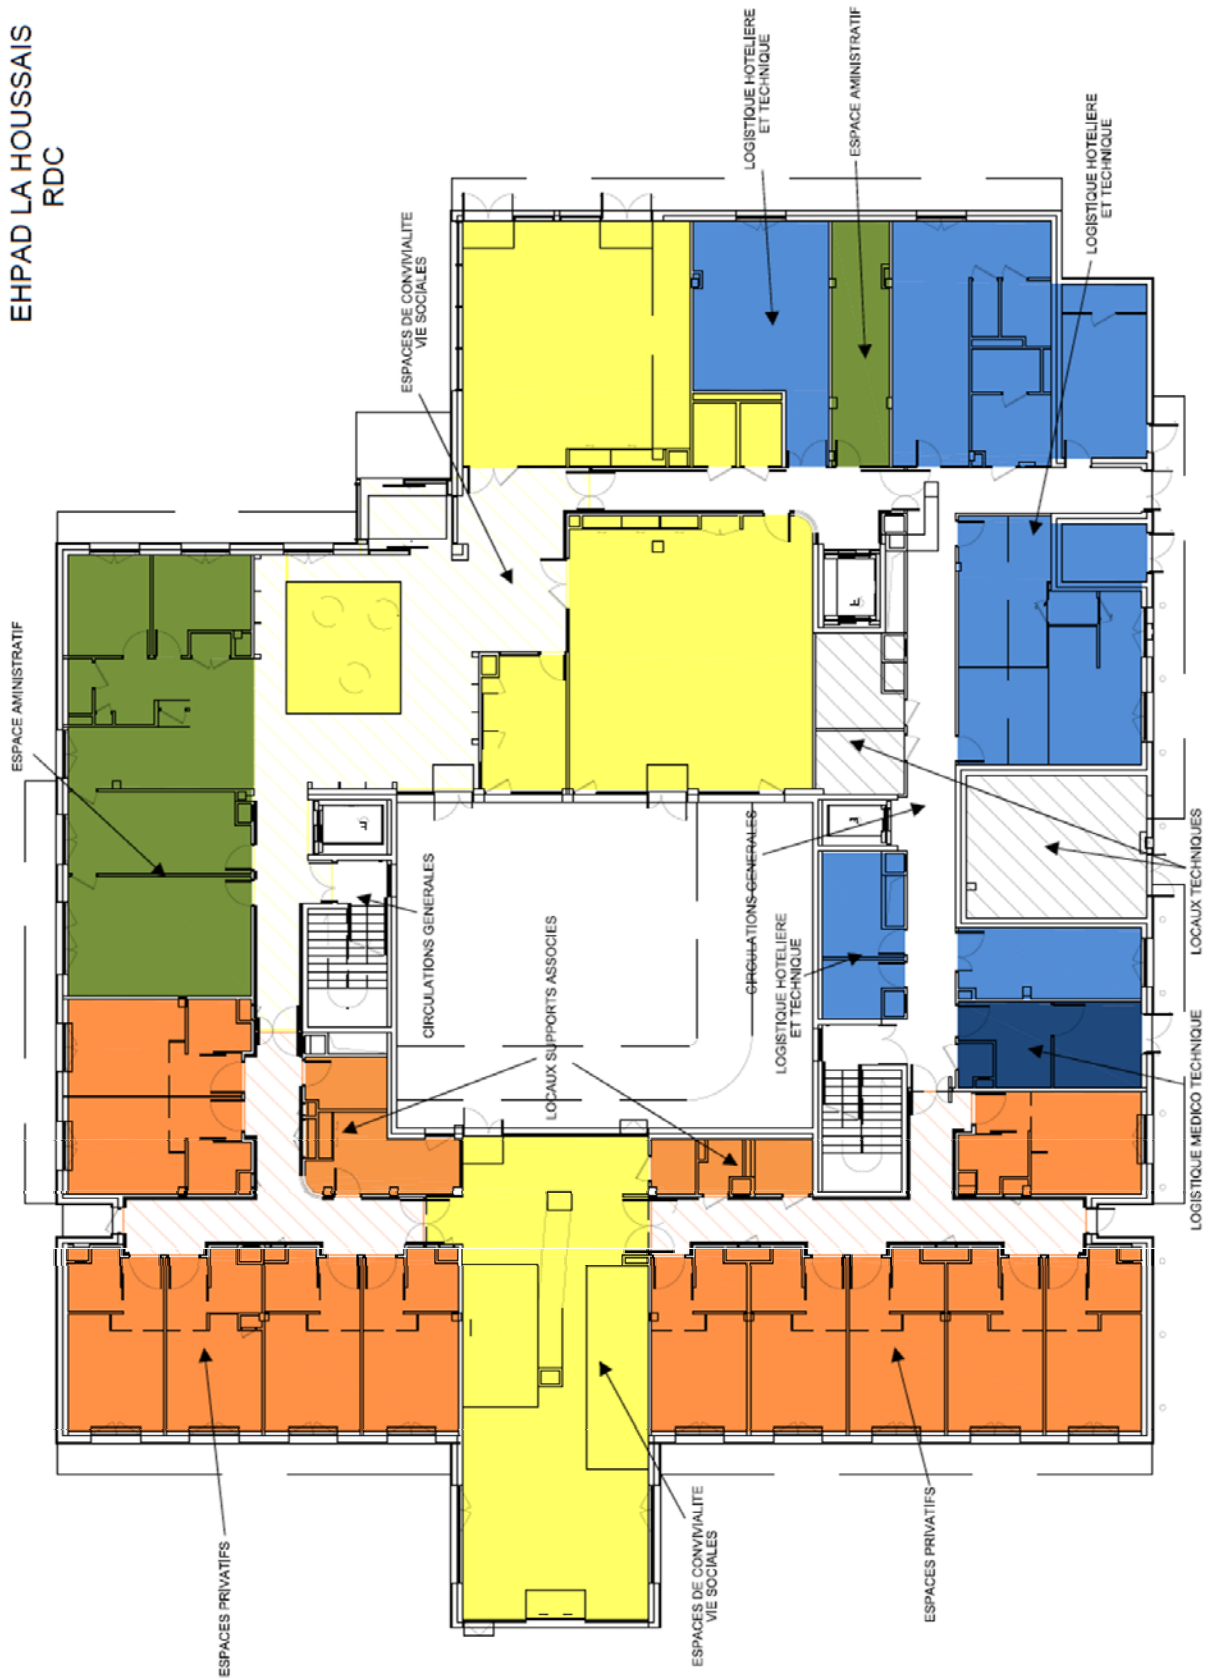 EHPAD LA HOUSSAIS
RDC
ESPACE AMINISTRATIF
ESPACES DE CONVIVIALITE
VIE SOCIALES
LOGISTIQUE HOTELIERE
ET TECHNIQUE
ESPACE AMINISTRATIF
LOGISTIQUE HOTELIERE
ET TECHNIQUE
CIRCULATIONS GENERALES
LOCAUX SUPPORTS ASSOCIES
CIRCULATIONS GENERALES
LOGISTIQUE HOTELIERE
ET TECHNIQUE
LOCAUX TECHNIQUES
LOGISTIQUE MEDICO TECHNIQUE
ESPACES PRIVATIFS
ESPACES DE CONVIVIALITE
VIE SOCIALES
ESPACES PRIVATIFS